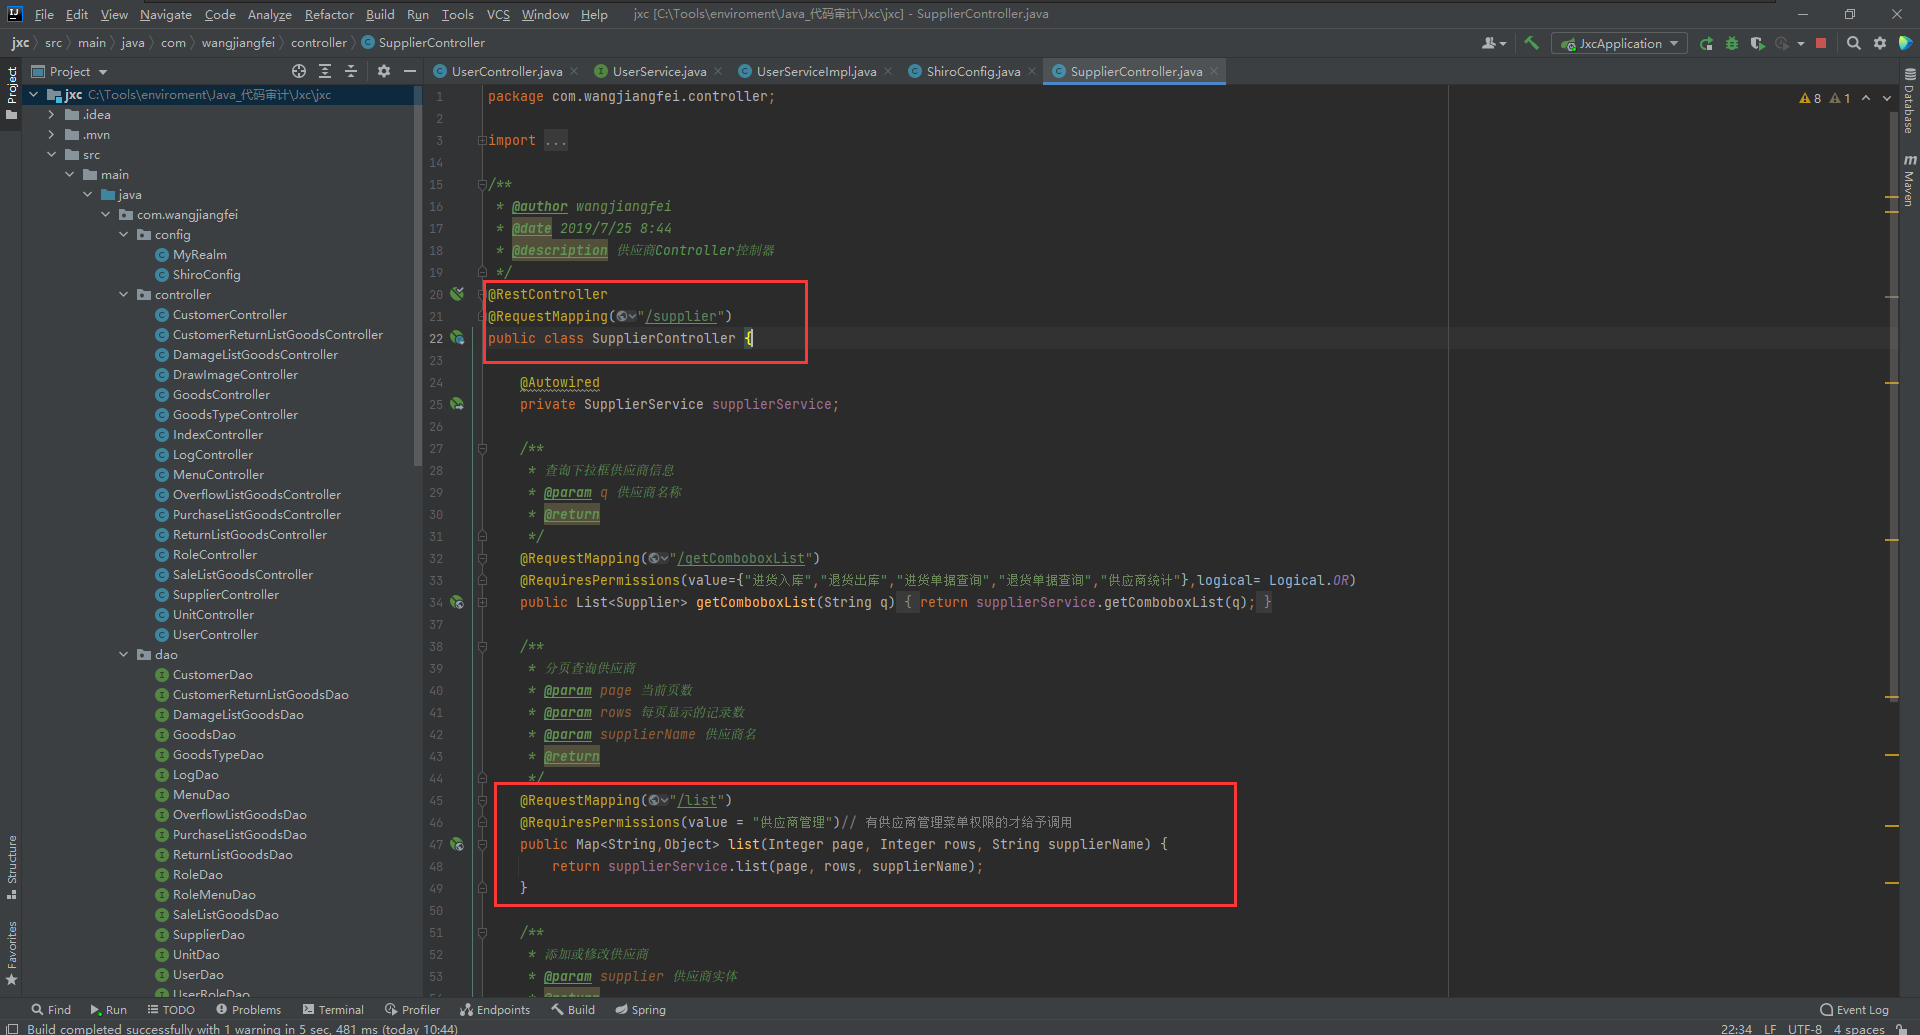 File Edit View Navigate Code Analyze Refactor Build Run Tools VCS Window Help jxc [C:\Tools\enviroment\Java_代码审计\Jxc\jxc] - SupplierController.java
jxc src main java com wangjiangfei controller SupplierController JxcApplication
Project
UserController.java UserService.java UserServiceImpl.java ShiroConfig.java SupplierController.java
Project
Structure
Favorites
jxc C:\Tools\enviroment\Java_代码审计\Jxc\jxc
.idea
.mvn
src
main
java
com.wangjiangfei
config
MyRealm
ShiroConfig
controller
CustomerController
CustomerReturnListGoodsController
DamageListGoodsController
DrawImageController
GoodsController
GoodsTypeController
IndexController
LogController
MenuController
OverflowListGoodsController
PurchaseListGoodsController
ReturnListGoodsController
RoleController
SaleListGoodsController
SupplierController
UnitController
UserController
dao
CustomerDao
CustomerReturnListGoodsDao
DamageListGoodsDao
GoodsDao
GoodsTypeDao
LogDao
MenuDao
OverflowListGoodsDao
PurchaseListGoodsDao
ReturnListGoodsDao
RoleDao
RoleMenuDao
SaleListGoodsDao
SupplierDao
UnitDao
UserDao
UserRoleDao
8 1
1 package com.wangjiangfei.controller;
2
3 import ...
14
15 /**
16 * @author wangjiangfei
17 * @date 2019/7/25 8:44
18 * @description 供应商Controller控制器
19 */
20 @RestController
21 @RequestMapping("/supplier")
22 public class SupplierController {
23
24 @Autowired
25 private SupplierService supplierService;
26
27 /**
28 * 查询下拉框供应商信息
29 * @param q 供应商名称
30 * @return
31 */
32 @RequestMapping("/getComboboxList")
33 @RequiresPermissions(value={"进货入库","退货出库","进货单据查询","退货单据查询","供应商统计"},logical= Logical.OR)
34 public List<Supplier> getComboboxList(String q) { return supplierService.getComboboxList(q); }
37
38 /**
39 * 分页查询供应商
40 * @param page 当前页数
41 * @param rows 每页显示的记录数
42 * @param supplierName 供应商名
43 * @return
44 */
45 @RequestMapping("/list")
46 @RequiresPermissions(value = "供应商管理")// 有供应商管理菜单权限的才给予调用
47 public Map<String,Object> list(Integer page, Integer rows, String supplierName) {
48 return supplierService.list(page, rows, supplierName);
49 }
50
51 /**
52 * 添加或修改供应商
53 * @param supplier 供应商实体
54 * @return
Database
m Maven
Find Run TODO Problems Terminal Profiler Endpoints Build Spring Event Log
Build completed successfully with 1 warning in 5 sec, 481 ms (today 10:44) 22:34 LF UTF-8 4 spaces